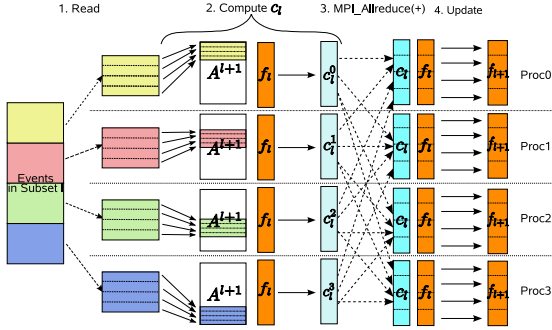 1. Read
2. Compute c_l
3. MPI_Allreduce(+)
4. Update
A^{l+1}
f_l
c_l^0
c_l
f_l
f_{l+1}
Proc0
A^{l+1}
f_l
c_l^1
c_l
f_l
f_{l+1}
Proc1
Events
in Subset l
A^{l+1}
f_l
c_l^2
c_l
f_l
f_{l+1}
Proc2
A^{l+1}
f_l
c_l^3
c_l
f_l
f_{l+1}
Proc3